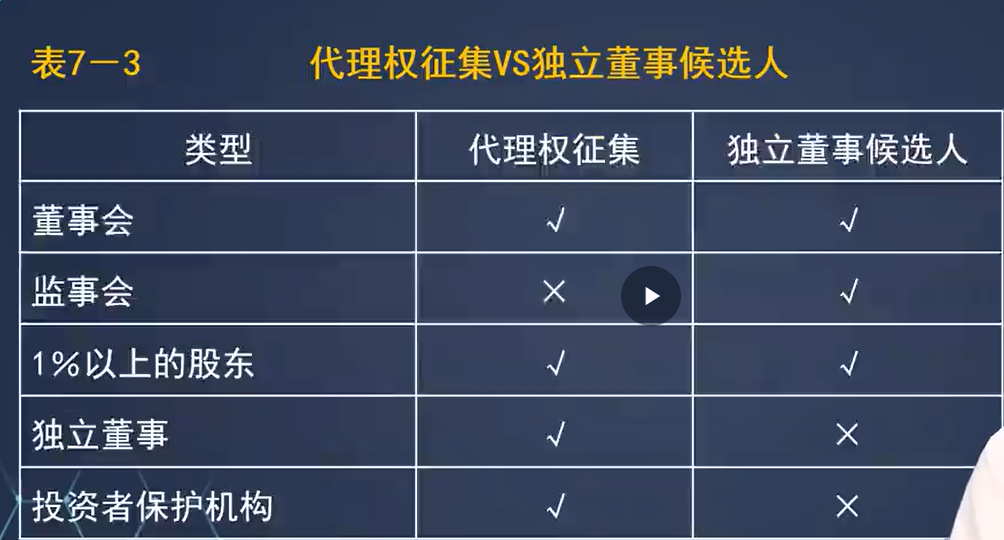 表7－3 代理权征集VS独立董事候选人
类型 代理权征集 独立董事候选人
董事会 √ √
监事会 × √
1%以上的股东 √ √
独立董事 √ ×
投资者保护机构 √ ×